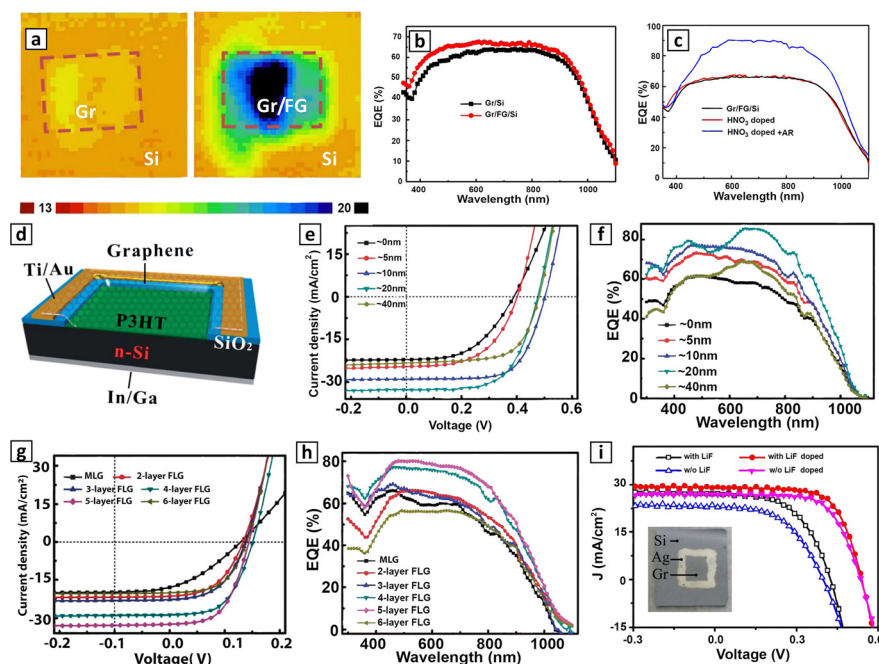 a
Gr
Si
Gr/FG
Si
13
20
b
EQE (%)
70
60
50
40
30
20
10
0
Gr/Si
Gr/FG/Si
400 600 800 1000
Wavelength (nm)
c
EQE (%)
100
80
60
40
20
0
Gr/FG/Si
HNO3 doped
HNO3 doped +AR
400 600 800 1000
Wavelength (nm)
d
Graphene
Ti/Au
P3HT
SiO2
n-Si
In/Ga
e
Current density (mA/cm2)
~0nm
~5nm
~10nm
~20nm
~40nm
-0.2 0.0 0.2 0.4 0.6
Voltage (V)
f
EQE (%)
80
60
40
20
0
~0nm
~5nm
~10nm
~20nm
~40nm
400 600 800 1000
Wavelength (nm)
g
Current density (mA/cm²)
30
15
0
-15
-30
MLG 2-layer FLG
3-layer FLG 4-layer FLG
5-layer FLG 6-layer FLG
-0.2 -0.1 0.0 0.1 0.2
Voltage( V)
h
EQE (%)
80
60
40
20
0
MLG
2-layer FLG
3-layer FLG
4-layer FLG
5-layer FLG
6-layer FLG
400 600 800 1000
Wavelength (nm)
i
with LiF with LiF doped
w/o LiF w/o LiF doped
J (mA/cm2)
30
15
0
-15
Si
Ag
Gr
-0.3 0.0 0.3 0.6
Voltage (V)